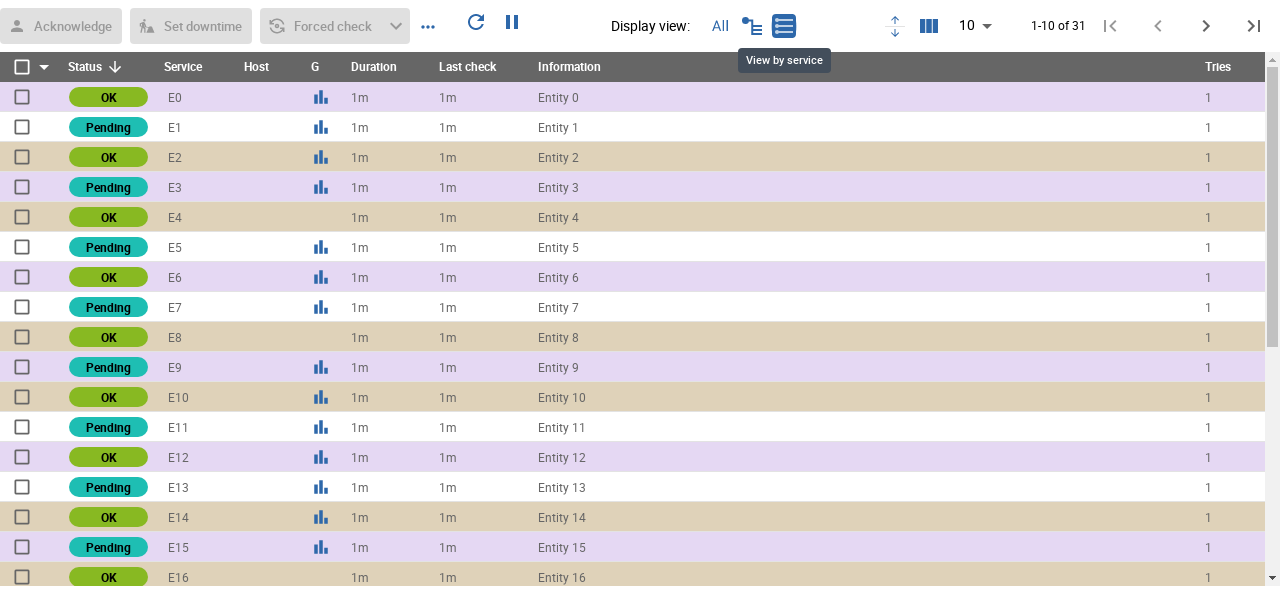 Acknowledge Set downtime Forced check Display view: All 10 1-10 of 31
View by service
Status Service Host G Duration Last check Information Tries
OK E0 1m 1m Entity 0 1
Pending E1 1m 1m Entity 1 1
OK E2 1m 1m Entity 2 1
Pending E3 1m 1m Entity 3 1
OK E4 1m 1m Entity 4 1
Pending E5 1m 1m Entity 5 1
OK E6 1m 1m Entity 6 1
Pending E7 1m 1m Entity 7 1
OK E8 1m 1m Entity 8 1
Pending E9 1m 1m Entity 9 1
OK E10 1m 1m Entity 10 1
Pending E11 1m 1m Entity 11 1
OK E12 1m 1m Entity 12 1
Pending E13 1m 1m Entity 13 1
OK E14 1m 1m Entity 14 1
Pending E15 1m 1m Entity 15 1
OK E16 1m 1m Entity 16 1